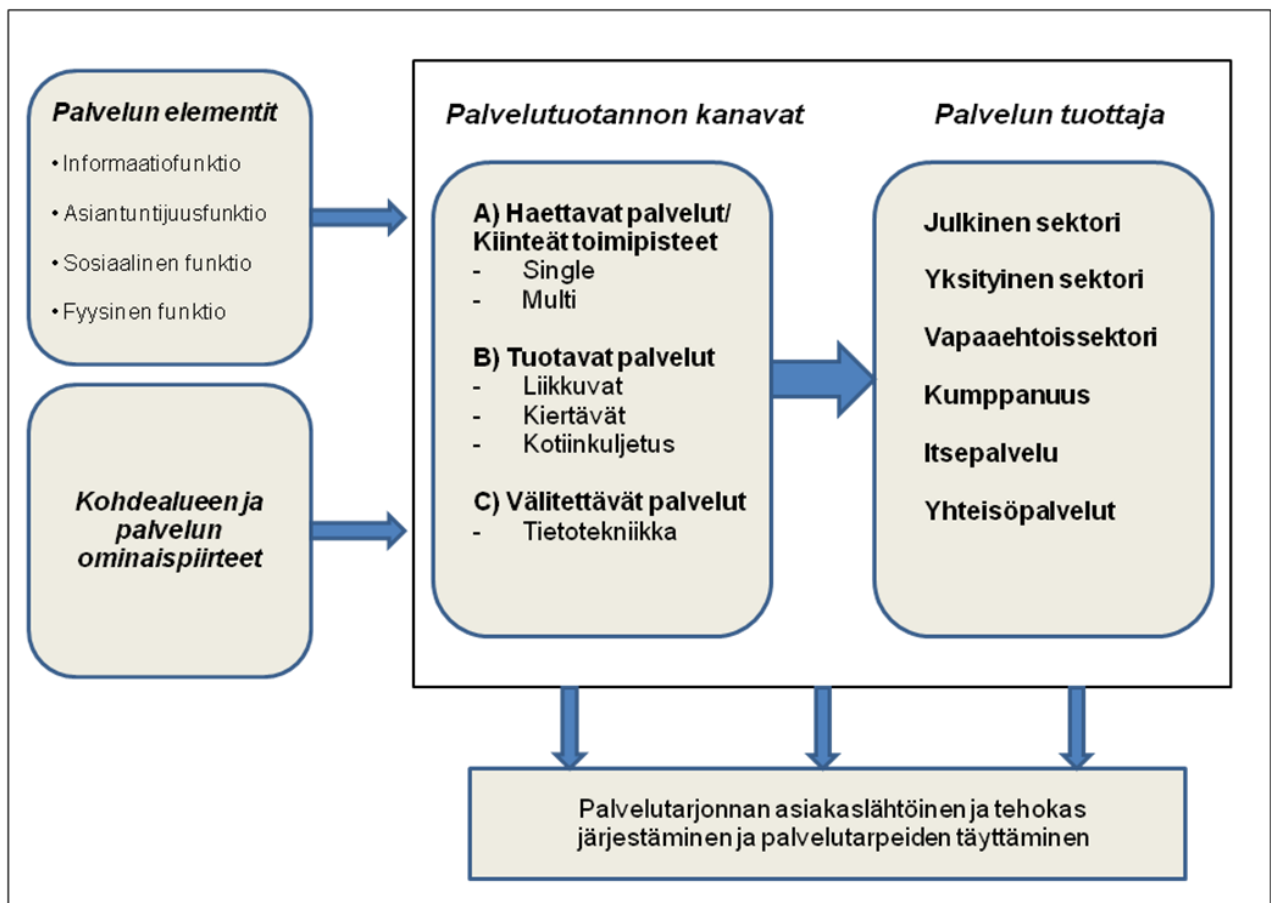 Palvelun elementit
• Informaatiofunktio
• Asiantuntijuusfunktio
• Sosiaalinen funktio
• Fyysinen funktio
Kohdealueen ja
palvelun
ominaispiirteet
Palvelutuotannon kanavat
A) Haettavat palvelut/
Kiinteät toimipisteet
- Single
- Multi
B) Tuotavat palvelut
- Liikkuvat
- Kiertävät
- Kotiinkuljetus
C) Välitettävät palvelut
- Tietotekniikka
Palvelun tuottaja
Julkinen sektori
Yksityinen sektori
Vapaaehtoissektori
Kumppanuus
Itsepalvelu
Yhteisöpalvelut
Palvelutarjonnan asiakaslähtöinen ja tehokas
järjestäminen ja palvelutarpeiden täyttäminen